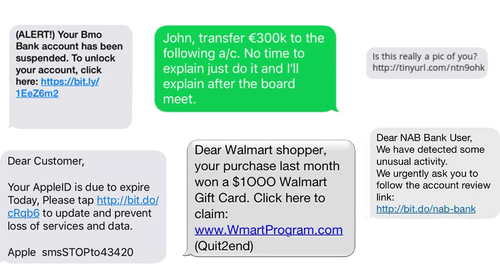 (ALERT!) Your Bmo
Bank account has been
suspended. To unlock
your account, click
here: https://bit.ly/
1EeZ6m2
John, transfer €300k to the
following a/c. No time to
explain just do it and I'll
explain after the board
meet.
Is this really a pic of you?
http://tinyurl.com/ntn9ohk
Dear Customer,
Your AppleID is due to expire
Today, Please tap http://bit.do/
cRqb6 to update and prevent
loss of services and data.
Apple smsSTOPto43420
Dear Walmart shopper,
your purchase last month
won a $1000 Walmart
Gift Card. Click here to
claim:
www.WmartProgram.com
(Quit2end)
Dear NAB Bank User,
We have detected some
unusual activity.
We urgently ask you to
follow the account review
link:
http://bit.do/nab-bank